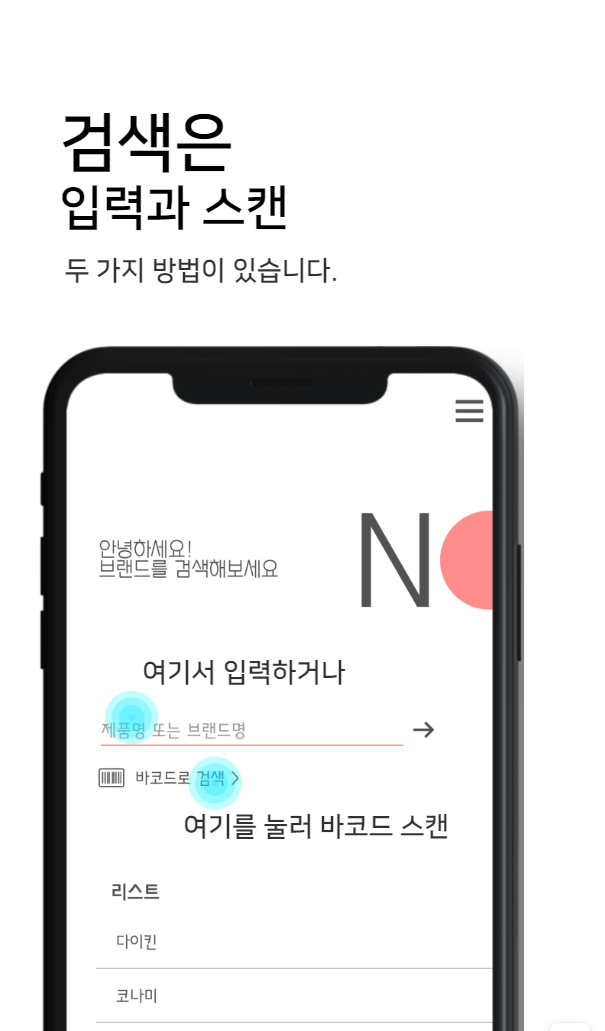 검색은
입력과 스캔
두 가지 방법이 있습니다.
안녕하세요!
브랜드를 검색해보세요
N
여기서 입력하거나
제품명 또는 브랜드명
바코드로 검색 >
여기를 눌러 바코드 스캔
리스트
다이킨
코나미